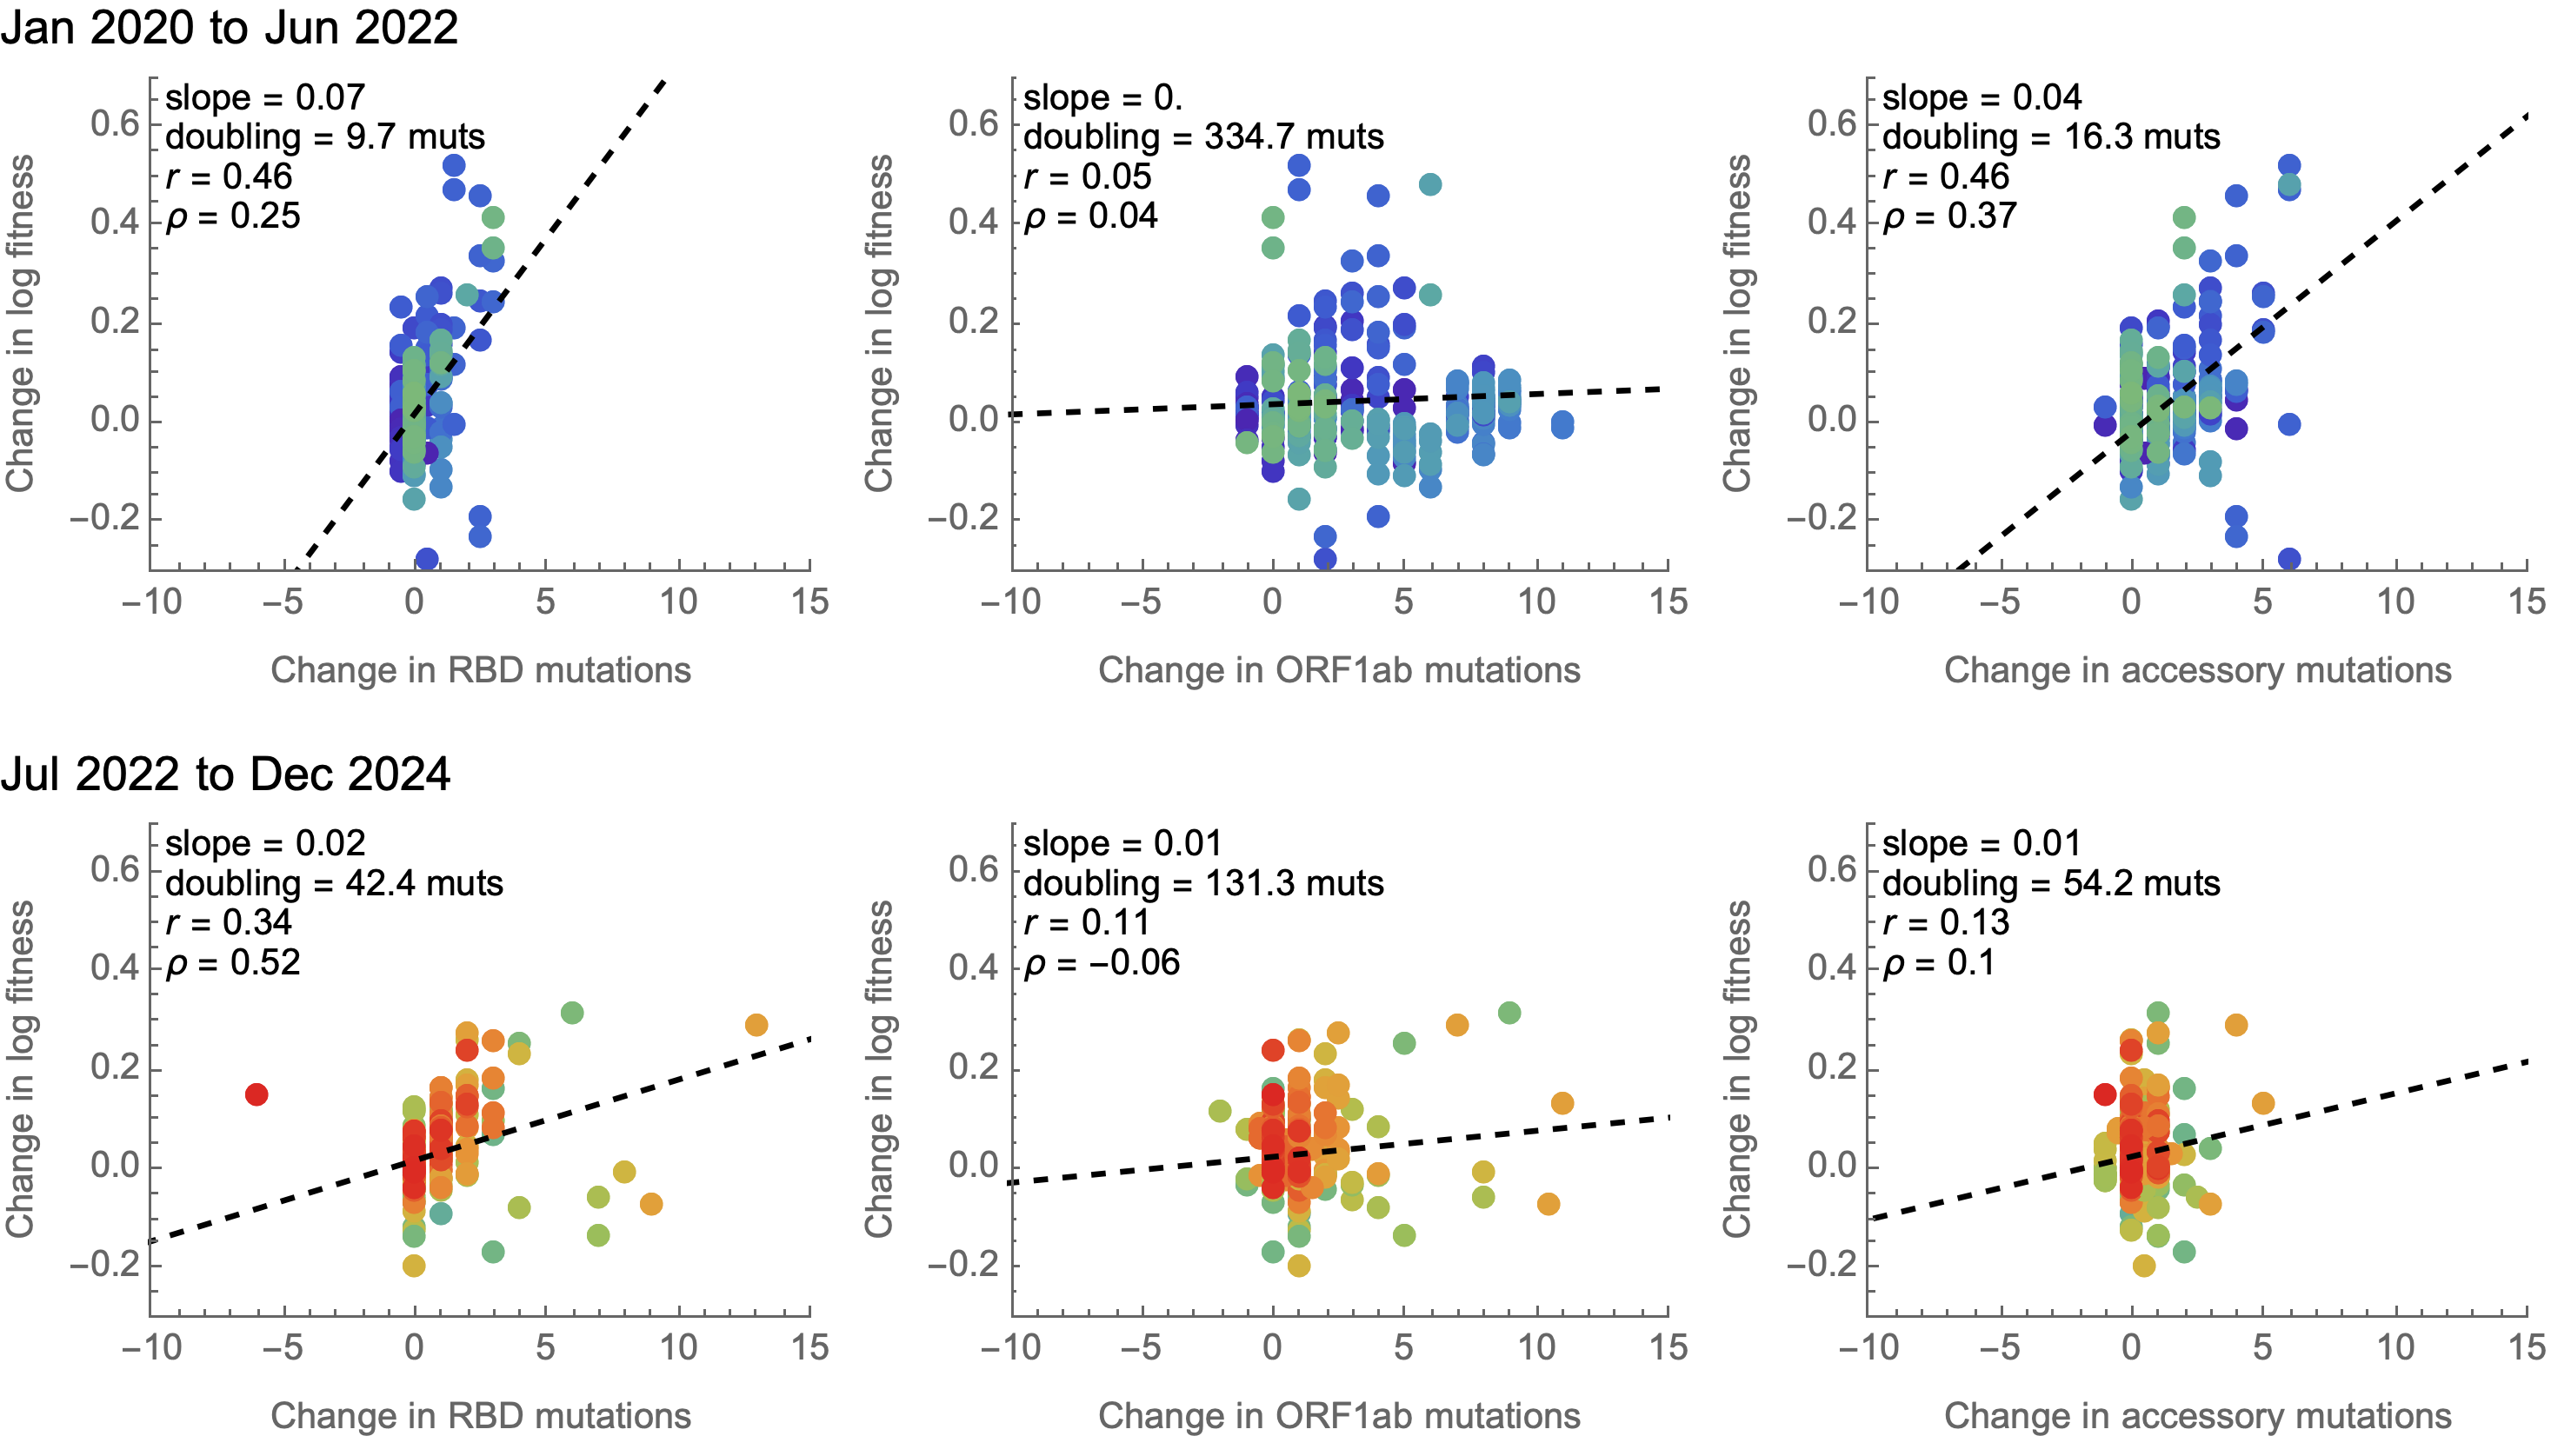 Jan 2020 to Jun 2022
slope = 0.07
doubling = 9.7 muts
r = 0.46
ρ = 0.25
0.6
0.4
0.2
0.0
−0.2
−10 −5 0 5 10 15
Change in log fitness
Change in RBD mutations
slope = 0.
doubling = 334.7 muts
r = 0.05
ρ = 0.04
0.6
0.4
0.2
0.0
−0.2
−10 −5 0 5 10 15
Change in log fitness
Change in ORF1ab mutations
slope = 0.04
doubling = 16.3 muts
r = 0.46
ρ = 0.37
0.6
0.4
0.2
0.0
−0.2
−10 −5 0 5 10 15
Change in log fitness
Change in accessory mutations
Jul 2022 to Dec 2024
slope = 0.02
doubling = 42.4 muts
r = 0.34
ρ = 0.52
0.6
0.4
0.2
0.0
−0.2
−10 −5 0 5 10 15
Change in log fitness
Change in RBD mutations
slope = 0.01
doubling = 131.3 muts
r = 0.11
ρ = −0.06
0.6
0.4
0.2
0.0
−0.2
−10 −5 0 5 10 15
Change in log fitness
Change in ORF1ab mutations
slope = 0.01
doubling = 54.2 muts
r = 0.13
ρ = 0.1
0.6
0.4
0.2
0.0
−0.2
−10 −5 0 5 10 15
Change in log fitness
Change in accessory mutations